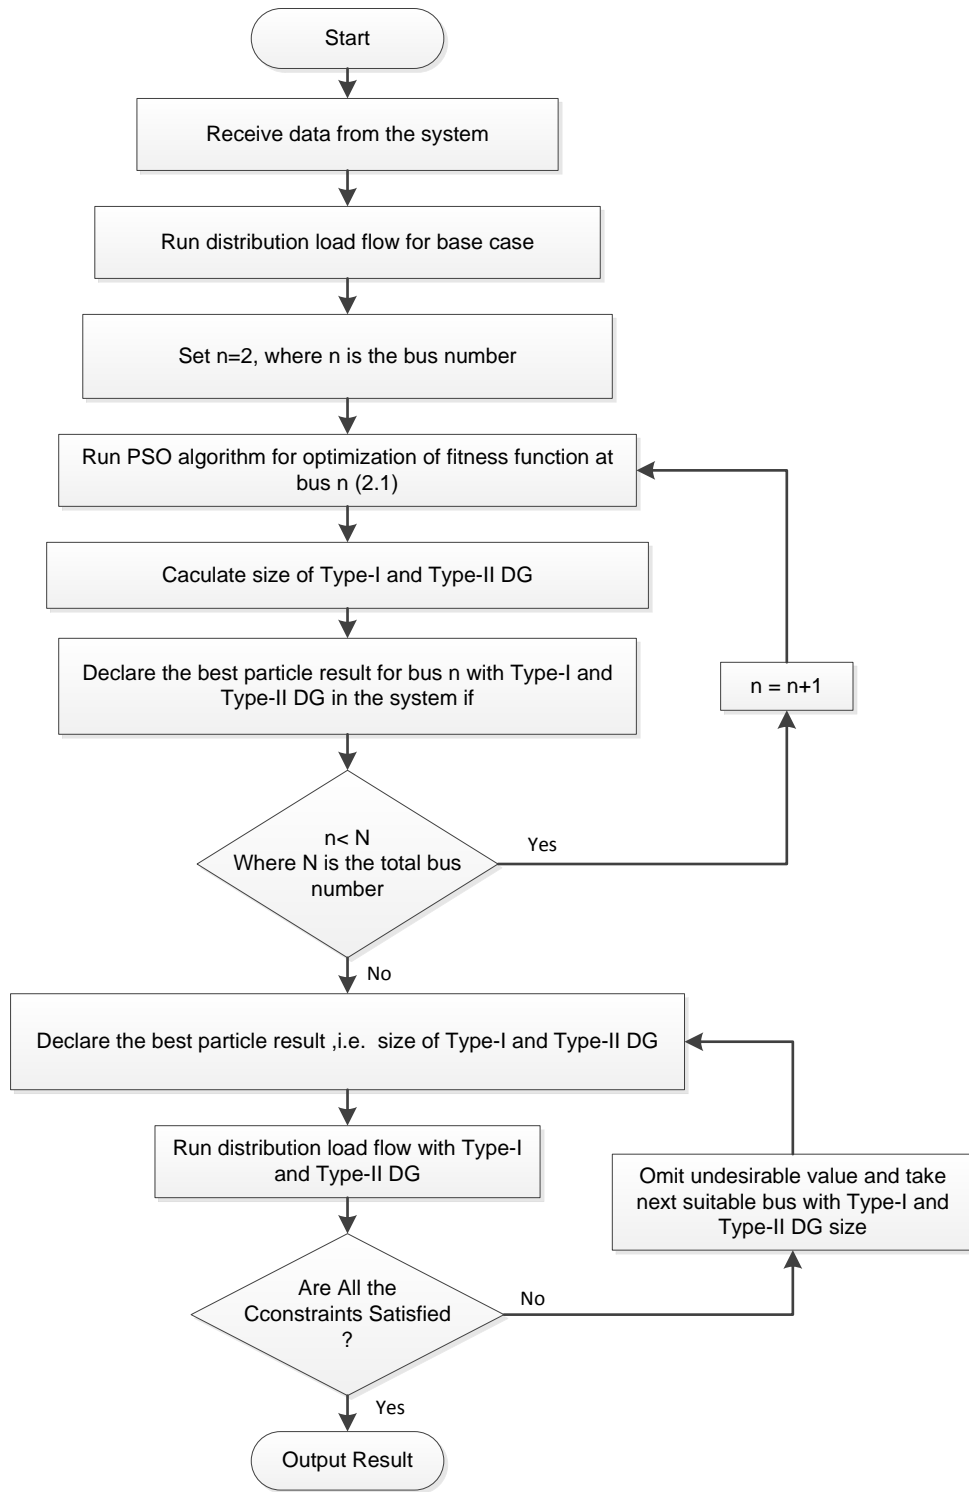 Start
Receive data from the system
Run distribution load flow for base case
Set n=2, where n is the bus number
Run PSO algorithm for optimization of fitness function at
bus n (2.1)
Caculate size of Type-I and Type-II DG
Declare the best particle result for bus n with Type-I and
Type-II DG in the system if
n = n+1
n< N
Where N is the total bus
number
Yes
No
Declare the best particle result ,i.e.  size of Type-I and Type-II DG
Run distribution load flow with Type-I
and Type-II DG
Omit undesirable value and take
next suitable bus with Type-I and
Type-II DG size
Are All the
Cconstraints Satisfied
?
No
Yes
Output Result